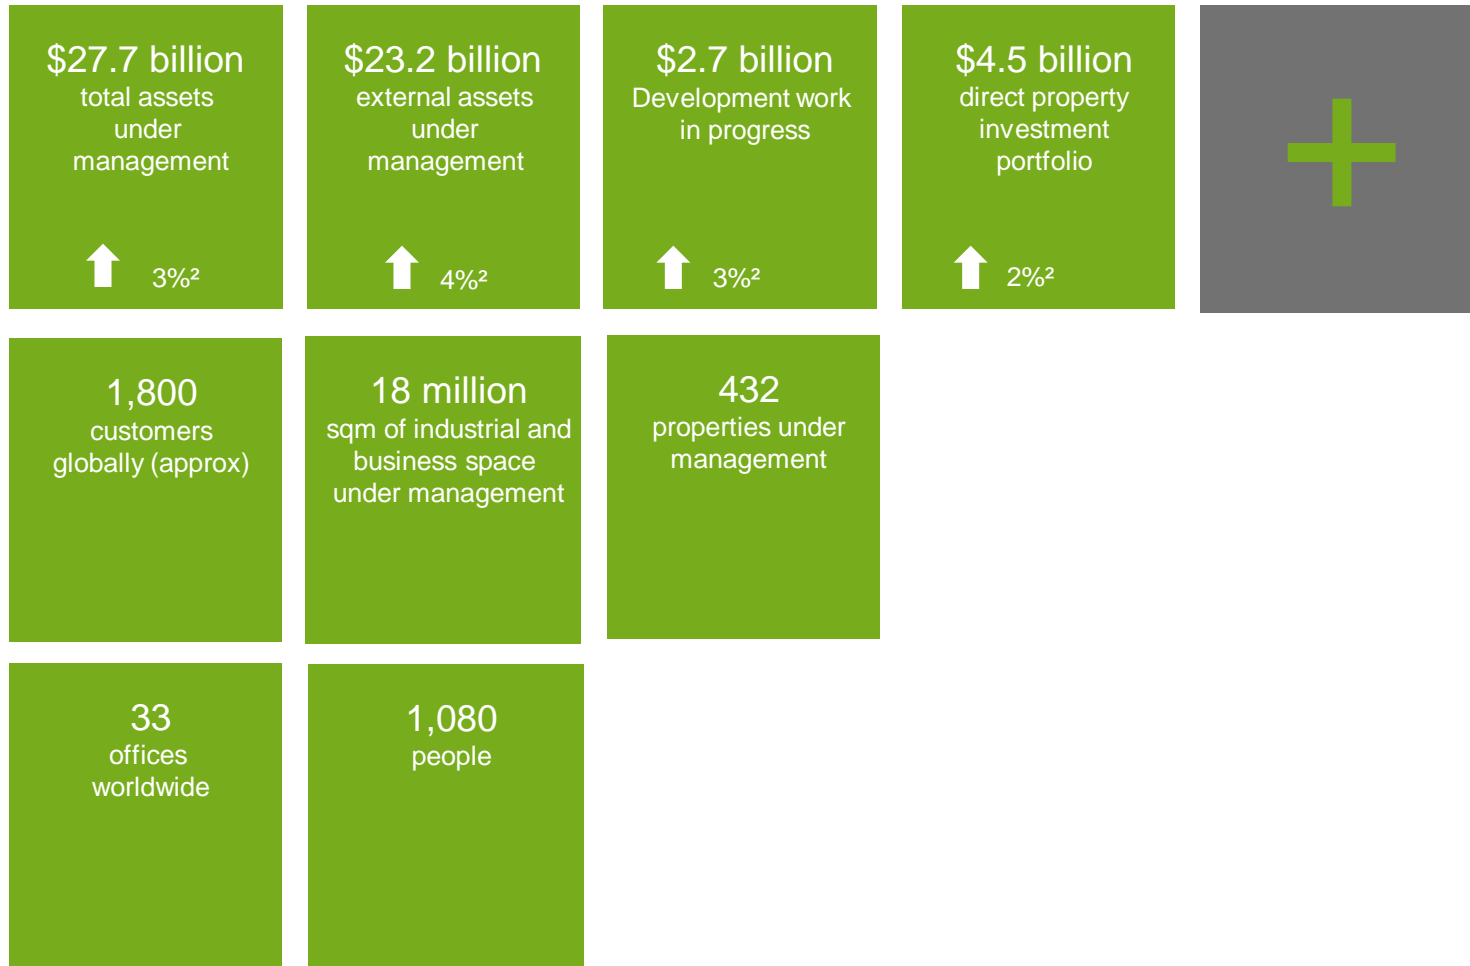 $27.7 billion
total assets
under
management
3%²
$23.2 billion
external assets
under
management
4%²
$2.7 billion
Development work
in progress
3%²
$4.5 billion
direct property
investment
portfolio
2%²
1,800
customers
globally (approx)
18 million
sqm of industrial and
business space
under management
432
properties under
management
33
offices
worldwide
1,080
people